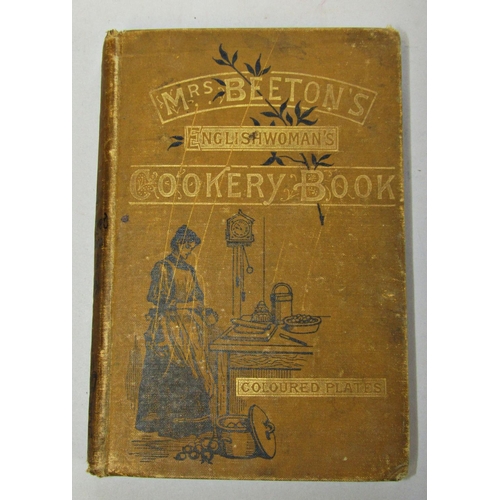 MRS BEETON'S
ENGLISHWOMAN'S
COOKERY BOOK
COLOURED PLATES